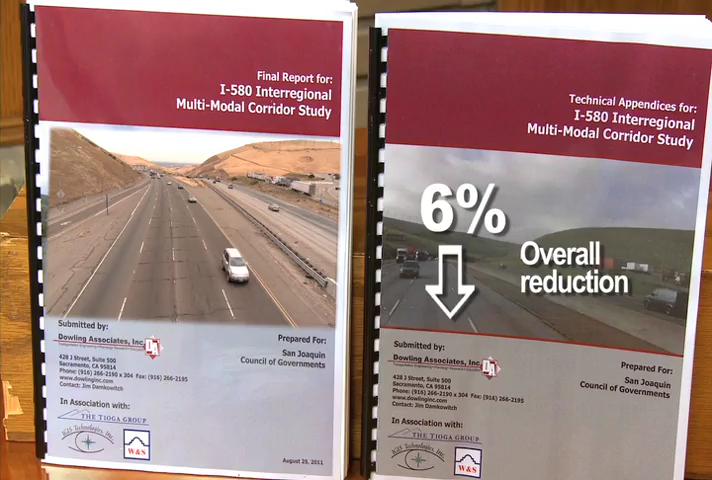 Final Report for:
I-580 Interregional
Multi-Modal Corridor Study
Submitted by:
Dowling Associates, Inc.
DA
428 J Street, Suite 500
Sacramento, CA 95814
Phone: (916) 266-2190 x 304 Fax: (916) 266-2195
www.dowlinginc.com
Contact: Jim Damkowitch
Prepared For:
San Joaquin
Council of Governments
In Association with:
THE TIOGA GROUP
W&S
August 25, 2011
Technical Appendices for:
I-580 Interregional
Multi-Modal Corridor Study
6%
Overall
reduction
Submitted by:
Dowling Associates, Inc.
DA
428 J Street, Suite 500
Sacramento, CA 95814
Phone: (916) 266-2190 x 304 Fax: (916) 266-2195
www.dowlinginc.com
Contact: Jim Damkowitch
Prepared For:
San Joaquin
Council of Governments
In Association with:
THE TIOGA GROUP
W&S